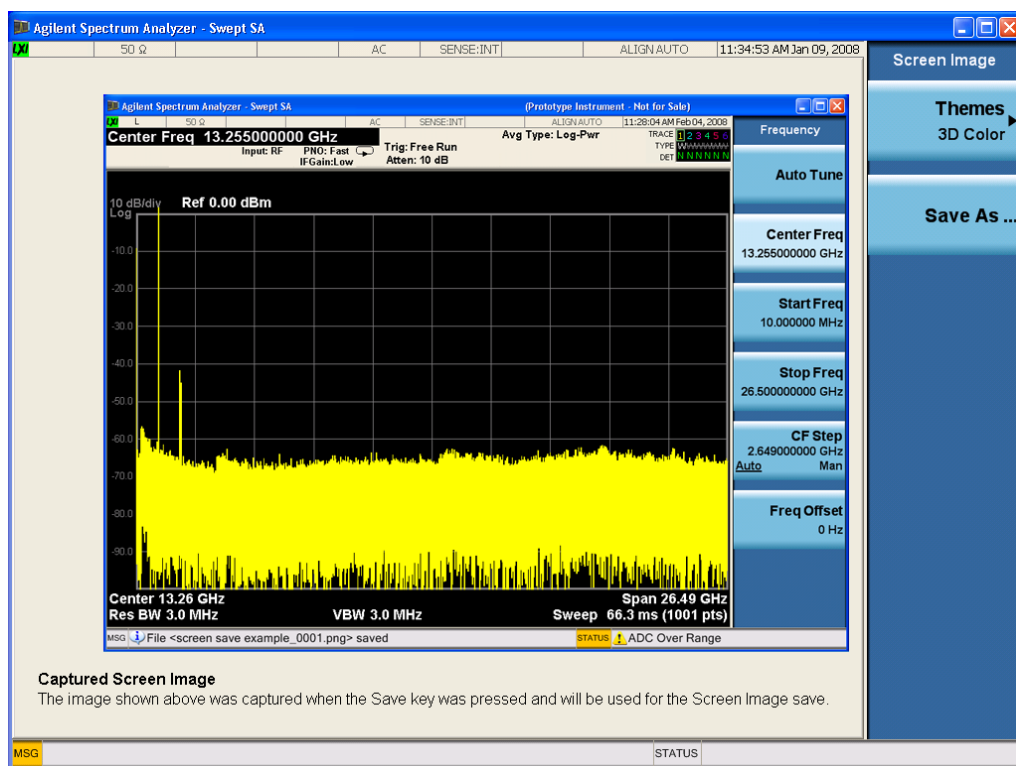 Agilent Spectrum Analyzer - Swept SA
LXI 50 Ω AC SENSE:INT ALIGN AUTO 11:34:53 AM Jan 09, 2008
Screen Image
Themes
3D Color
Save As ...
Agilent Spectrum Analyzer - Swept SA (Prototype Instrument - Not for Sale)
LXI L 50 Ω AC SENSE:INT ALIGNAUTO 11:28:04 AM Feb 04, 2008
Center Freq 13.255000000 GHz
Input: RF PNO: Fast
IFGain:Low
Trig: Free Run
Atten: 10 dB
Avg Type: Log-Pwr
TRACE 1 2 3 4 5 6
TYPE WWWWWW
DET N N N N N N
Frequency
Auto Tune
Center Freq
13.255000000 GHz
Start Freq
10.000000 MHz
Stop Freq
26.500000000 GHz
CF Step
2.649000000 GHz
Auto Man
Freq Offset
0 Hz
10 dB/div Ref 0.00 dBm
Log
-10.0
-20.0
-30.0
-40.0
-50.0
-60.0
-70.0
-80.0
-90.0
Center 13.26 GHz Span 26.49 GHz
Res BW 3.0 MHz VBW 3.0 MHz Sweep 66.3 ms (1001 pts)
MSG File <screen save example_0001.png> saved STATUS ADC Over Range
Captured Screen Image
The image shown above was captured when the Save key was pressed and will be used for the Screen Image save.
MSG STATUS